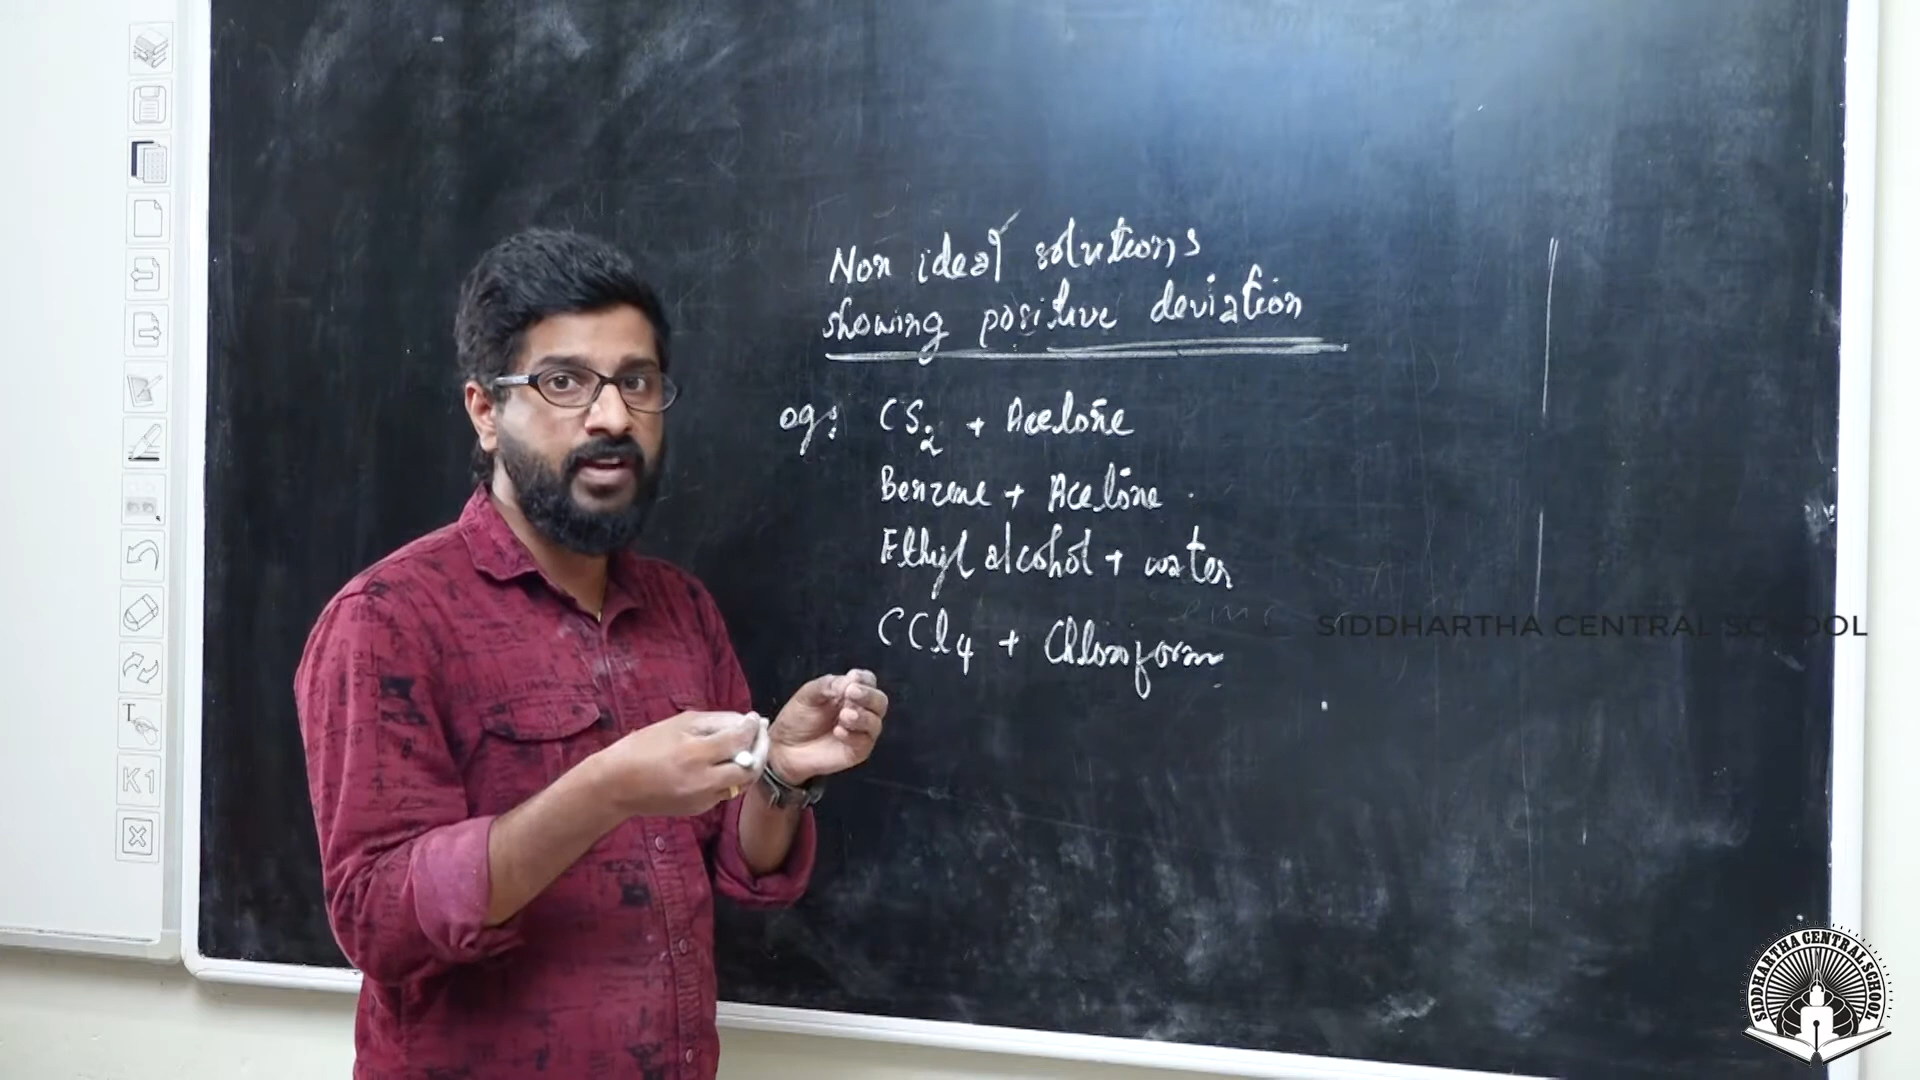 Non ideal solutions
showing positive deviation
eg: CS2 + Acetone
Benzene + Acetone
Ethyl alcohol + water
CCl4 + Chloroform
SIDDHARTHA CENTRAL SCHOOL
T
K1
SIDDHARTHA CENTRAL SCHOOL